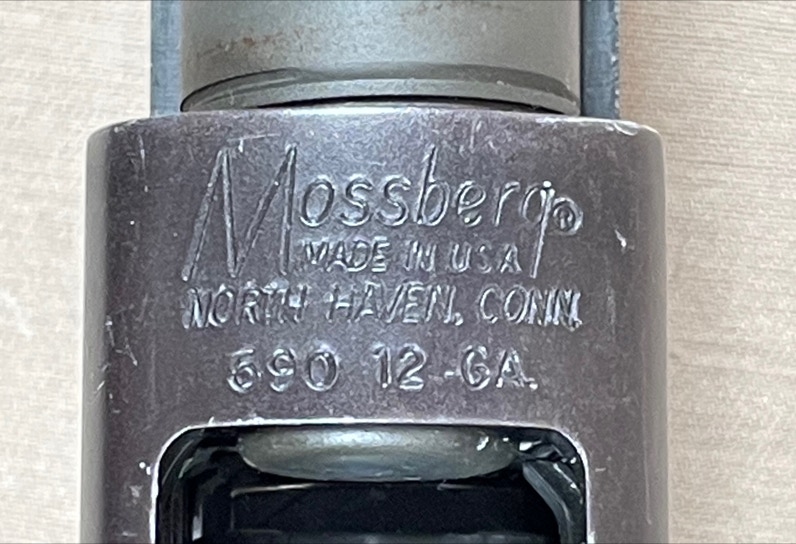 Mossberg®
MADE IN USA
NORTH HAVEN, CONN.
590 12-GA.